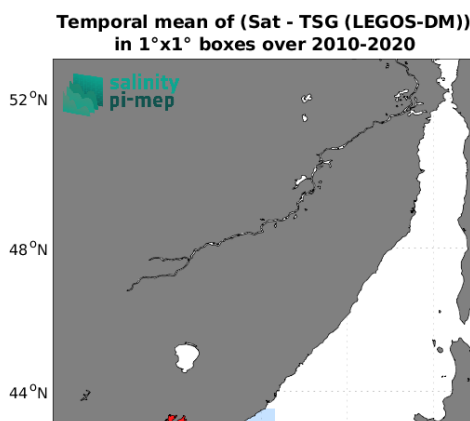 Temporal mean of (Sat - TSG (LEGOS-DM))
in 1°x1° boxes over 2010-2020
salinity
pi-mep
52°N
48°N
44°N